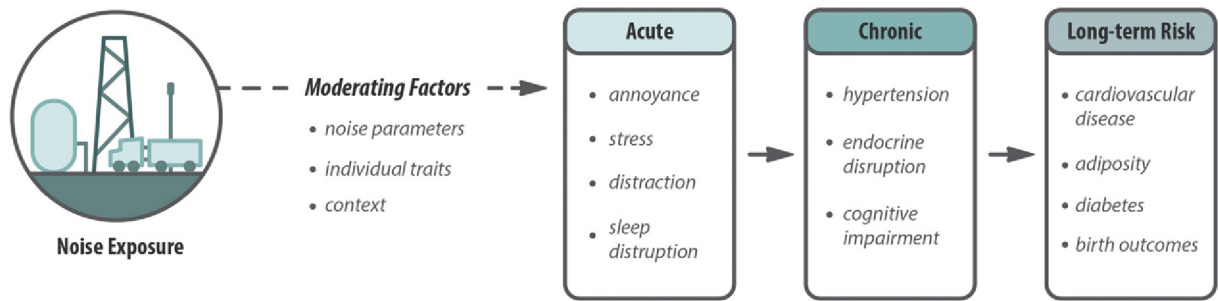 Noise Exposure
Moderating Factors
• noise parameters
• individual traits
• context
Acute
• annoyance
• stress
• distraction
• sleep
disruption
Chronic
• hypertension
• endocrine
disruption
• cognitive
impairment
Long-term Risk
• cardiovascular
disease
• adiposity
• diabetes
• birth outcomes